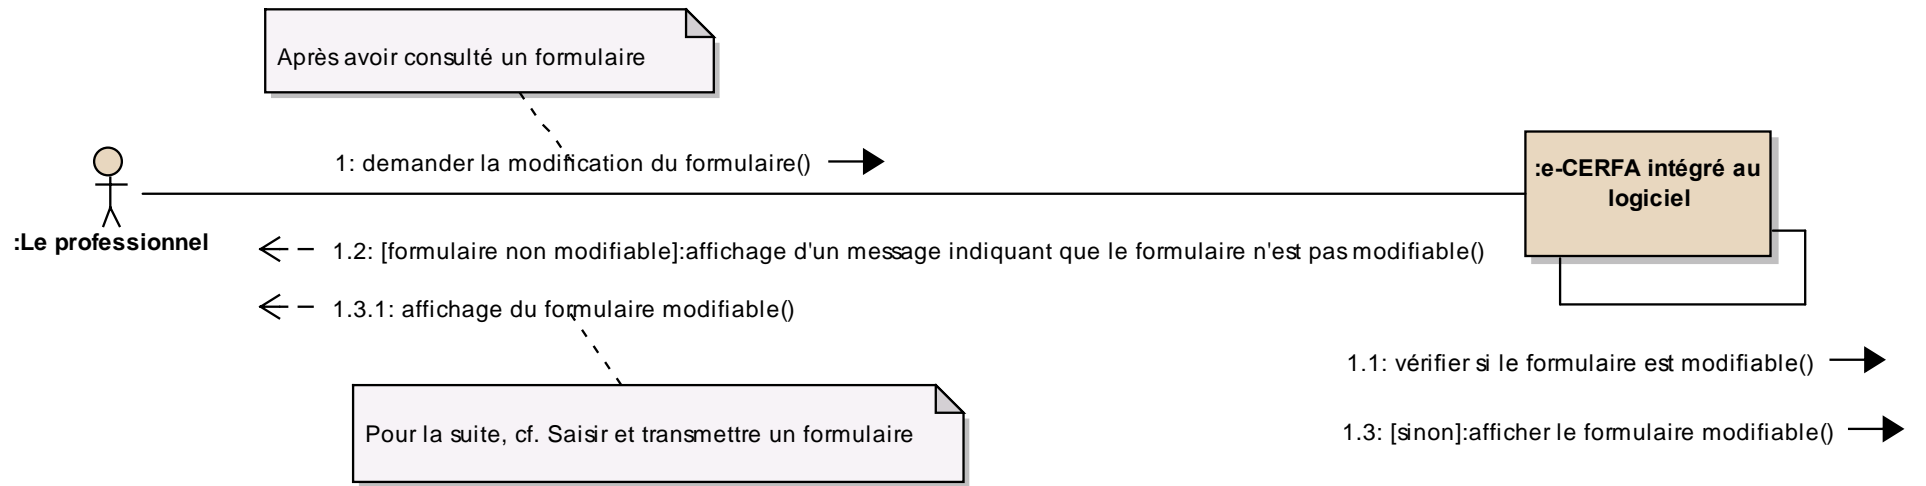 Après avoir consulté un formulaire
1: demander la modification du formulaire()
:e-CERFA intégré au
logiciel
:Le professionnel
1.2: [formulaire non modifiable]:affichage d'un message indiquant que le formulaire n'est pas modifiable()
1.3.1: affichage du formulaire modifiable()
1.1: vérifier si le formulaire est modifiable()
1.3: [sinon]:afficher le formulaire modifiable()
Pour la suite, cf. Saisir et transmettre un formulaire